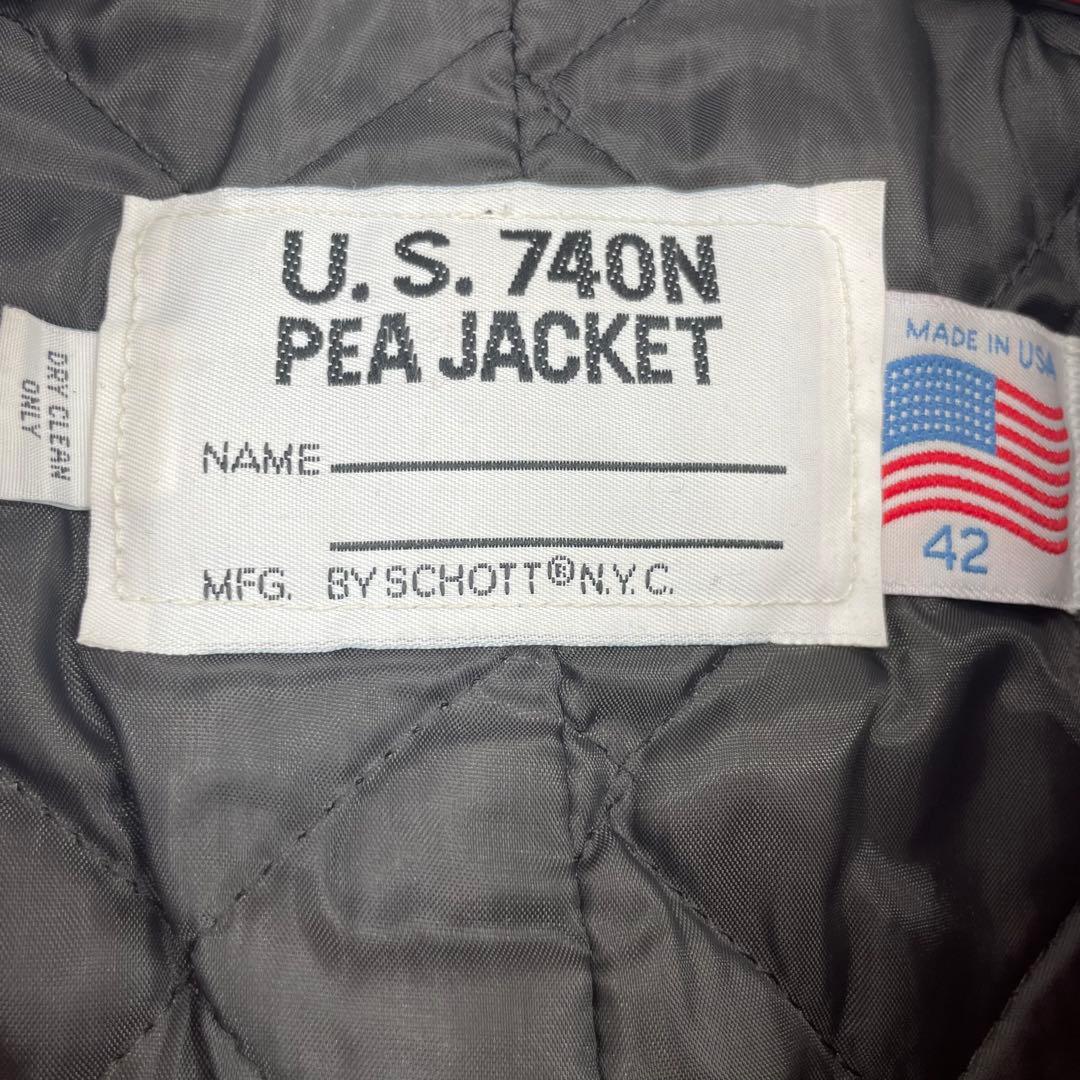 U.S. 740N
PEA JACKET
NAME
MFG. BY SCHOTT® N.Y.C.
DRY CLEAN
ONLY
MADE IN USA
42